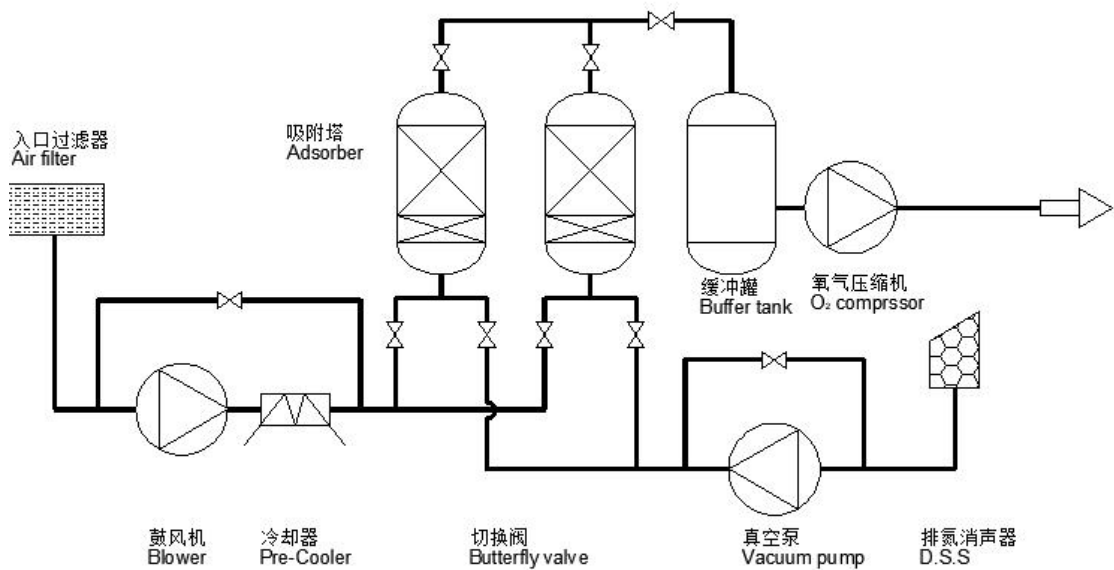 入口过滤器
Air filter
吸附塔
Adsorber
缓冲罐
Buffer tank
氧气压缩机
O₂ comprssor
鼓风机
Blower
冷却器
Pre-Cooler
切换阀
Butterfly valve
真空泵
Vacuum pump
排氮消声器
D.S.S